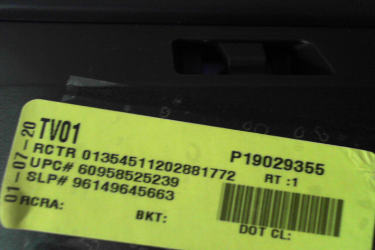 01-07-20
TV01
RCTR 01354511202881772
UPC# 60958525239
SLP# 96149645663
RCRA:
BKT:
P19029355
RT :1
DOT CL: